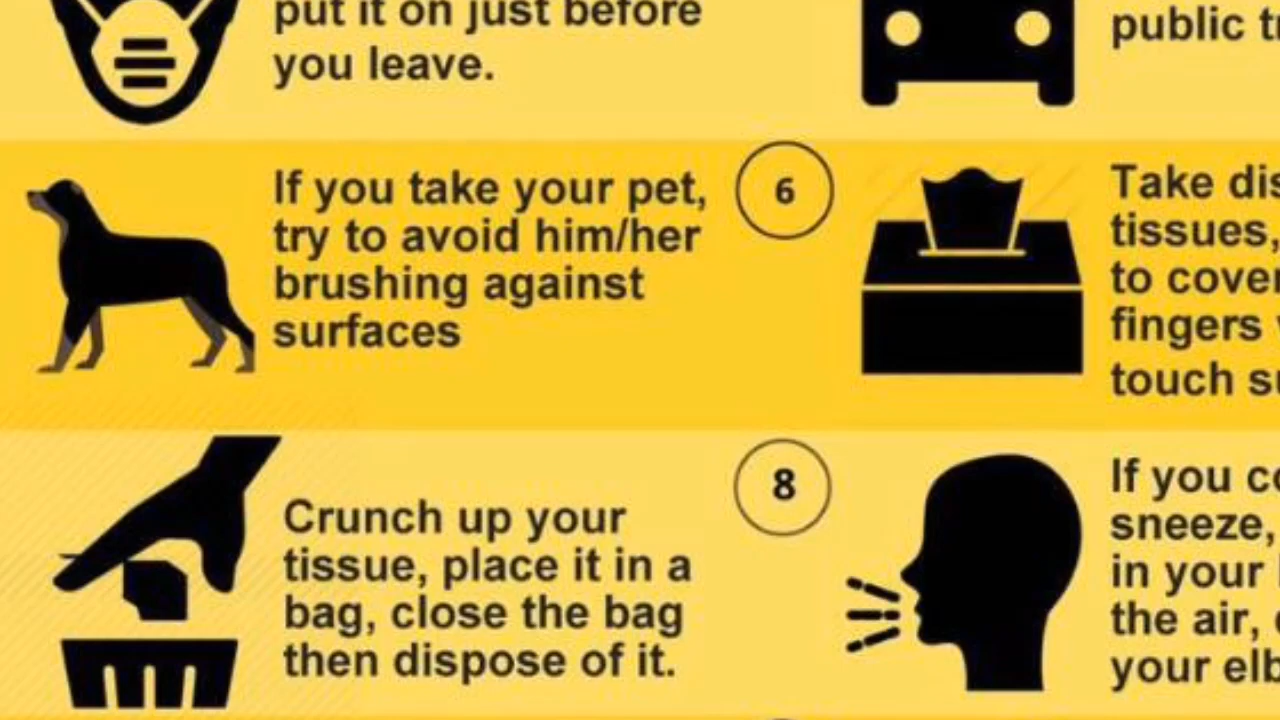 put it on just before
you leave.
public
If you take your pet,
try to avoid him/her
brushing against
surfaces
6
Take
tissues,
to cover
fingers
touch
Crunch up your
tissue, place it in a
bag, close the bag
then dispose of it.
8
If you
sneeze,
in your
the air,
your